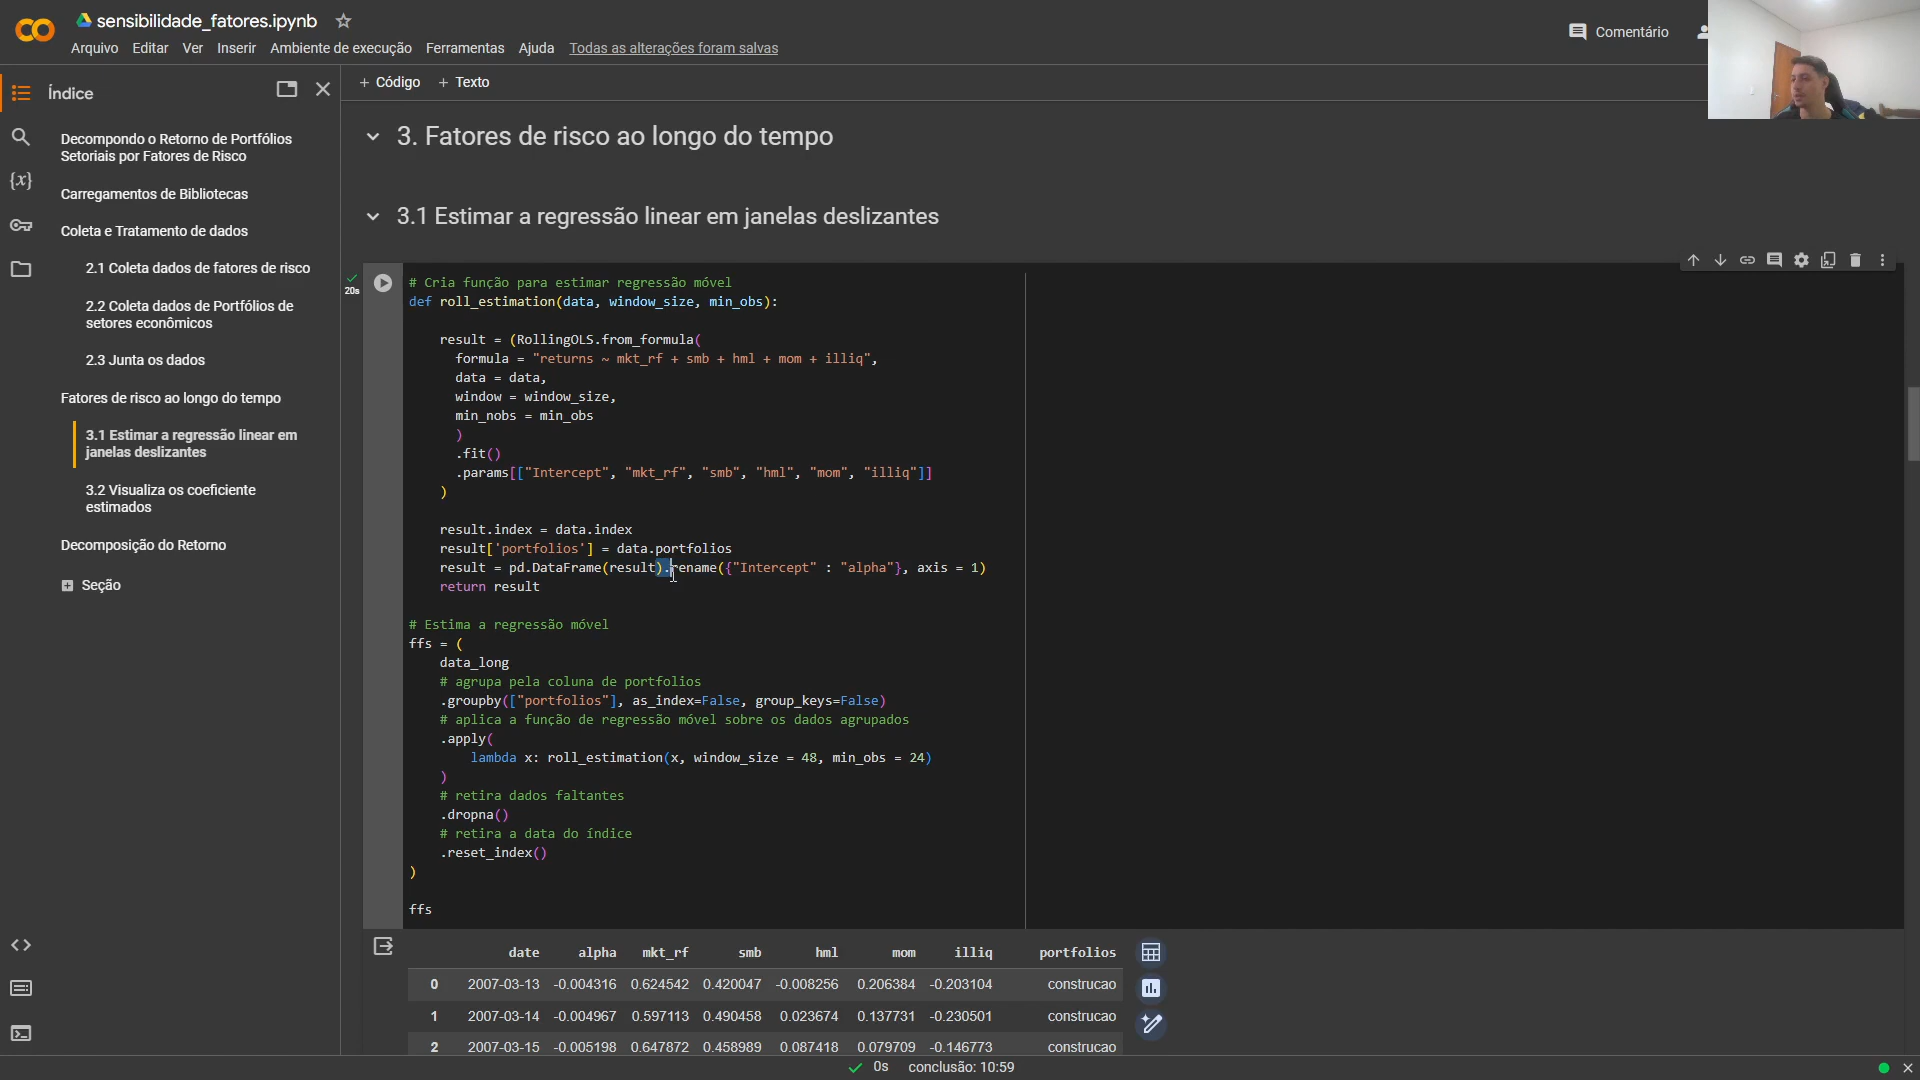 sensibilidade_fatores.ipynb
Arquivo Editar Ver Inserir Ambiente de execução Ferramentas Ajuda Todas as alterações foram salvas
Comentário
Índice
+ Código + Texto
Decompondo o Retorno de Portfólios
Setoriais por Fatores de Risco
Carregamentos de Bibliotecas
Coleta e Tratamento de dados
2.1 Coleta dados de fatores de risco
2.2 Coleta dados de Portfólios de
setores econômicos
2.3 Junta os dados
Fatores de risco ao longo do tempo
3.1 Estimar a regressão linear em
janelas deslizantes
3.2 Visualiza os coeficiente
estimados
Decomposição do Retorno
Seção
3. Fatores de risco ao longo do tempo
3.1 Estimar a regressão linear em janelas deslizantes
20s
# Cria função para estimar regressão móvel
def roll_estimation(data, window_size, min_obs):
result = (RollingOLS.from_formula(
formula = "returns ~ mkt_rf + smb + hml + mom + illiq",
data = data,
window = window_size,
min_nobs = min_obs
)
.fit()
.params[["Intercept", "mkt_rf", "smb", "hml", "mom", "illiq"]]
)
result.index = data.index
result['portfolios'] = data.portfolios
result = pd.DataFrame(result).rename({"Intercept" : "alpha"}, axis = 1)
return result
# Estima a regressão móvel
ffs = (
data_long
# agrupa pela coluna de portfolios
.groupby(["portfolios"], as_index=False, group_keys=False)
# aplica a função de regressão móvel sobre os dados agrupados
.apply(
lambda x: roll_estimation(x, window_size = 48, min_obs = 24)
)
# retira dados faltantes
.dropna()
# retira a data do índice
.reset_index()
)
ffs
date alpha mkt_rf smb hml mom illiq portfolios
0 2007-03-13 -0.004316 0.624542 0.420047 -0.008256 0.206384 -0.203104 construcao
1 2007-03-14 -0.004967 0.597113 0.490458 0.023674 0.137731 -0.230501 construcao
2 2007-03-15 -0.005198 0.647872 0.458989 0.087418 0.079709 -0.146773 construcao
0s conclusão: 10:59